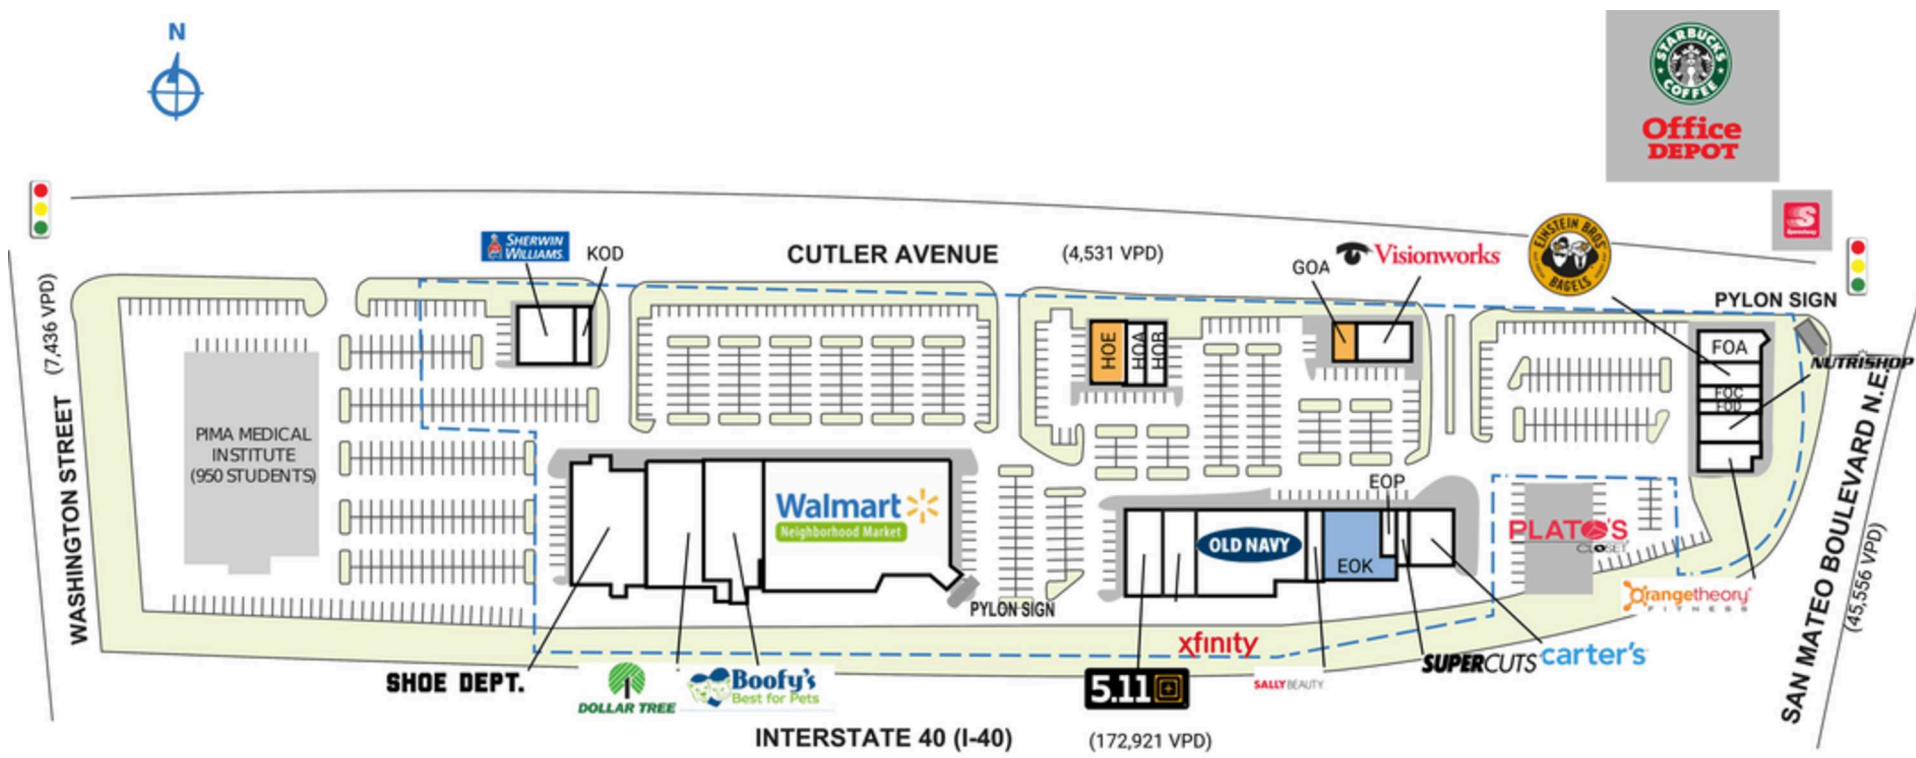 N
STARBUCKS
COFFEE
Office
DEPOT
S
Speedway
SHERWIN
WILLIAMS
KOD
CUTLER AVENUE
(4,531 VPD)
GOA
Visionworks
EINSTEIN BROS
BAGELS
PYLON SIGN
WASHINGTON STREET
(7,436 VPD)
PIMA MEDICAL
INSTITUTE
(950 STUDENTS)
HOE
HOA
HOB
FOA
FOC
FOD
NUTRISHOP
SAN MATEO BOULEVARD N.E.
(45,556 VPD)
Walmart
Neighborhood Market
OLD NAVY
EOK
EOP
PLATO'S
CLOSET
orangetheory
FITNESS
PYLON SIGN
xfinity
SHOE DEPT.
DOLLAR TREE
Boofy's
Best for Pets
5.11
SALLY BEAUTY
SUPERCUTS
carter's
INTERSTATE 40 (I-40)
(172,921 VPD)